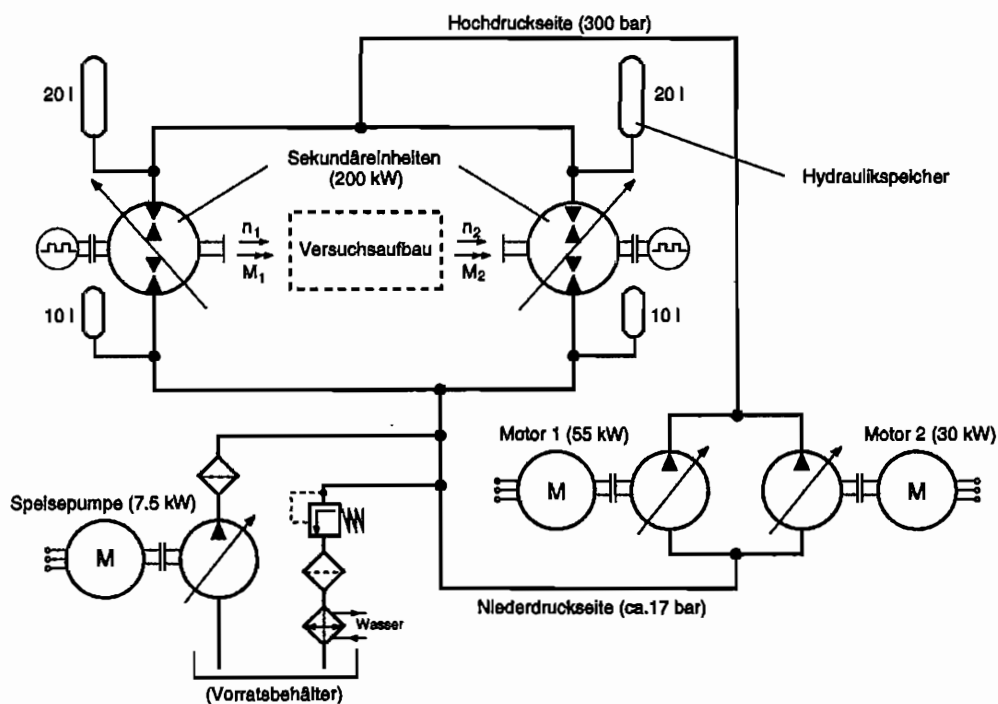 Hochdruckseite (300 bar)
20 l
20 l
Sekundäreinheiten
(200 kW)
Hydraulikspeicher
n1
M1
Versuchsaufbau
n2
M2
10 l
10 l
Motor 1 (55 kW)
Motor 2 (30 kW)
M
M
Speisepumpe (7.5 kW)
M
Niederdruckseite (ca.17 bar)
Wasser
(Vorratsbehälter)